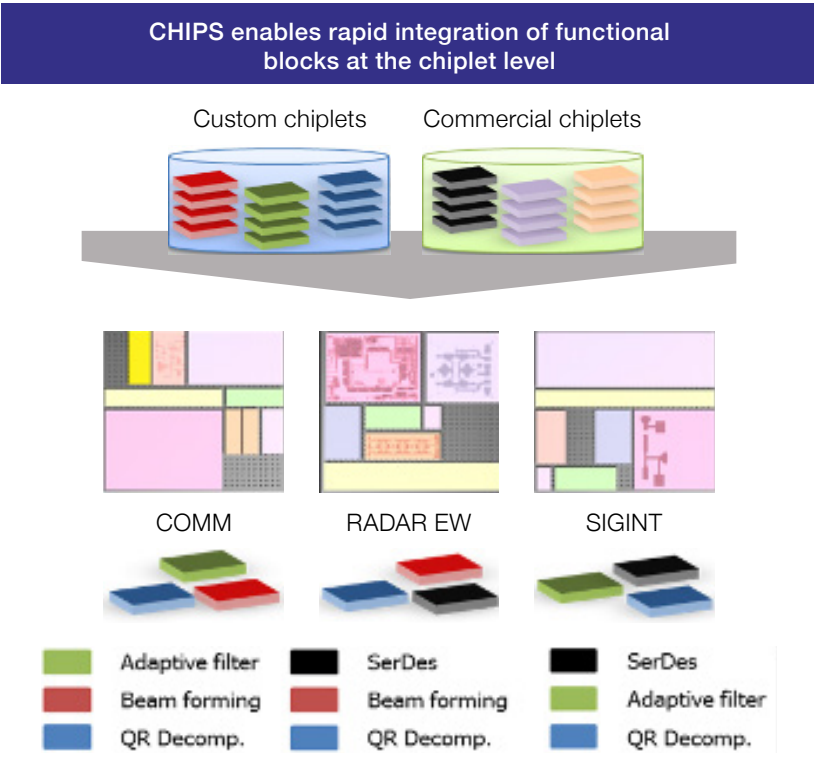 CHIPS enables rapid integration of functional
blocks at the chiplet level
Custom chiplets
Commercial chiplets
COMM
RADAR EW
SIGINT
Adaptive filter
Beam forming
QR Decomp.
SerDes
Beam forming
QR Decomp.
SerDes
Adaptive filter
QR Decomp.